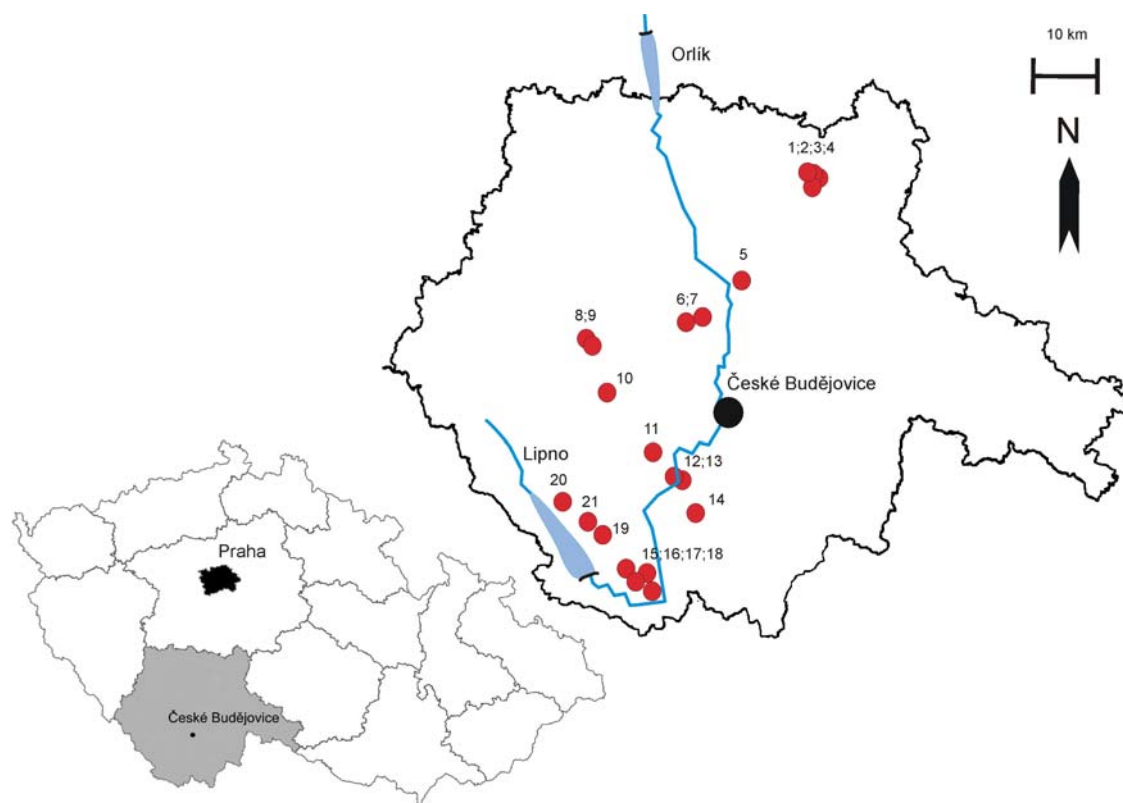 10 km
Orlík
N
1;2;3;4
5
6;7
8;9
10
České Budějovice
11
Lipno
12;13
20
14
21
19
15;16;17;18
Praha
České Budějovice